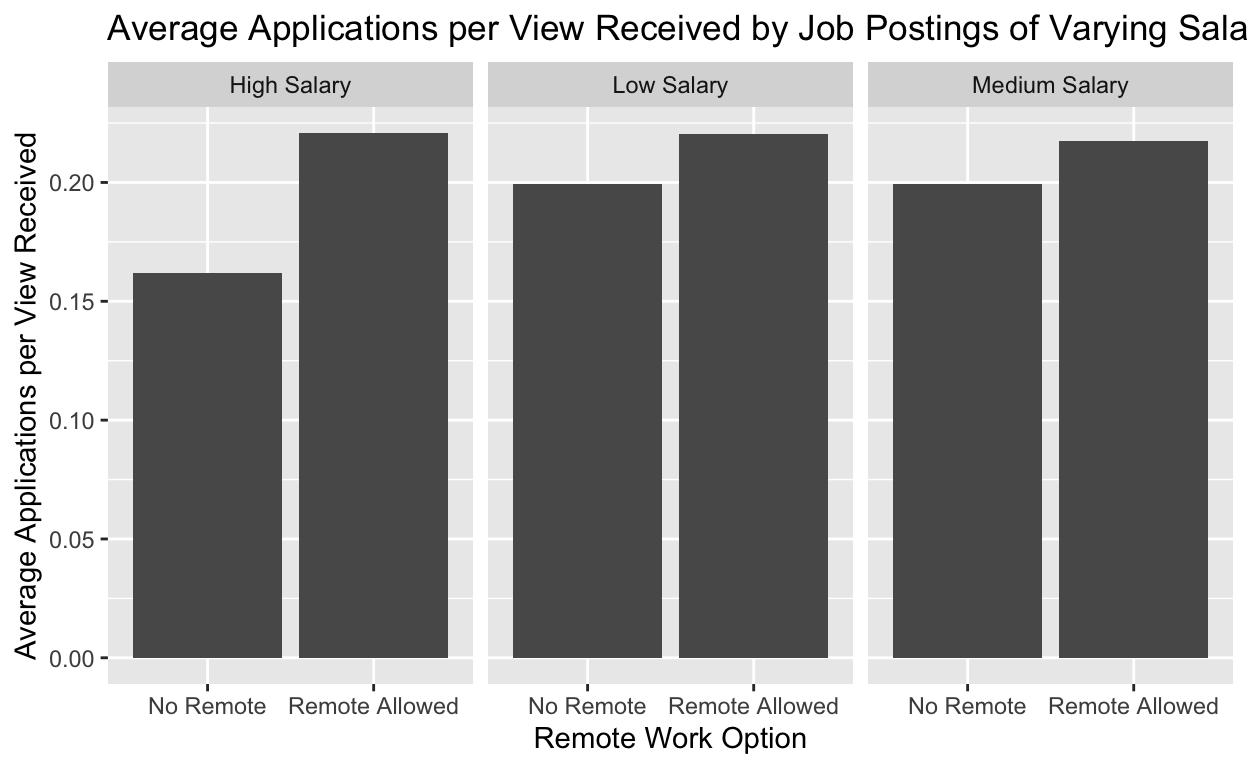 Average Applications per View Received by Job Postings of Varying Sala
High Salary
Low Salary
Medium Salary
Average Applications per View Received
0.20
0.15
0.10
0.05
0.00
No Remote
Remote Allowed
No Remote
Remote Allowed
No Remote
Remote Allowed
Remote Work Option